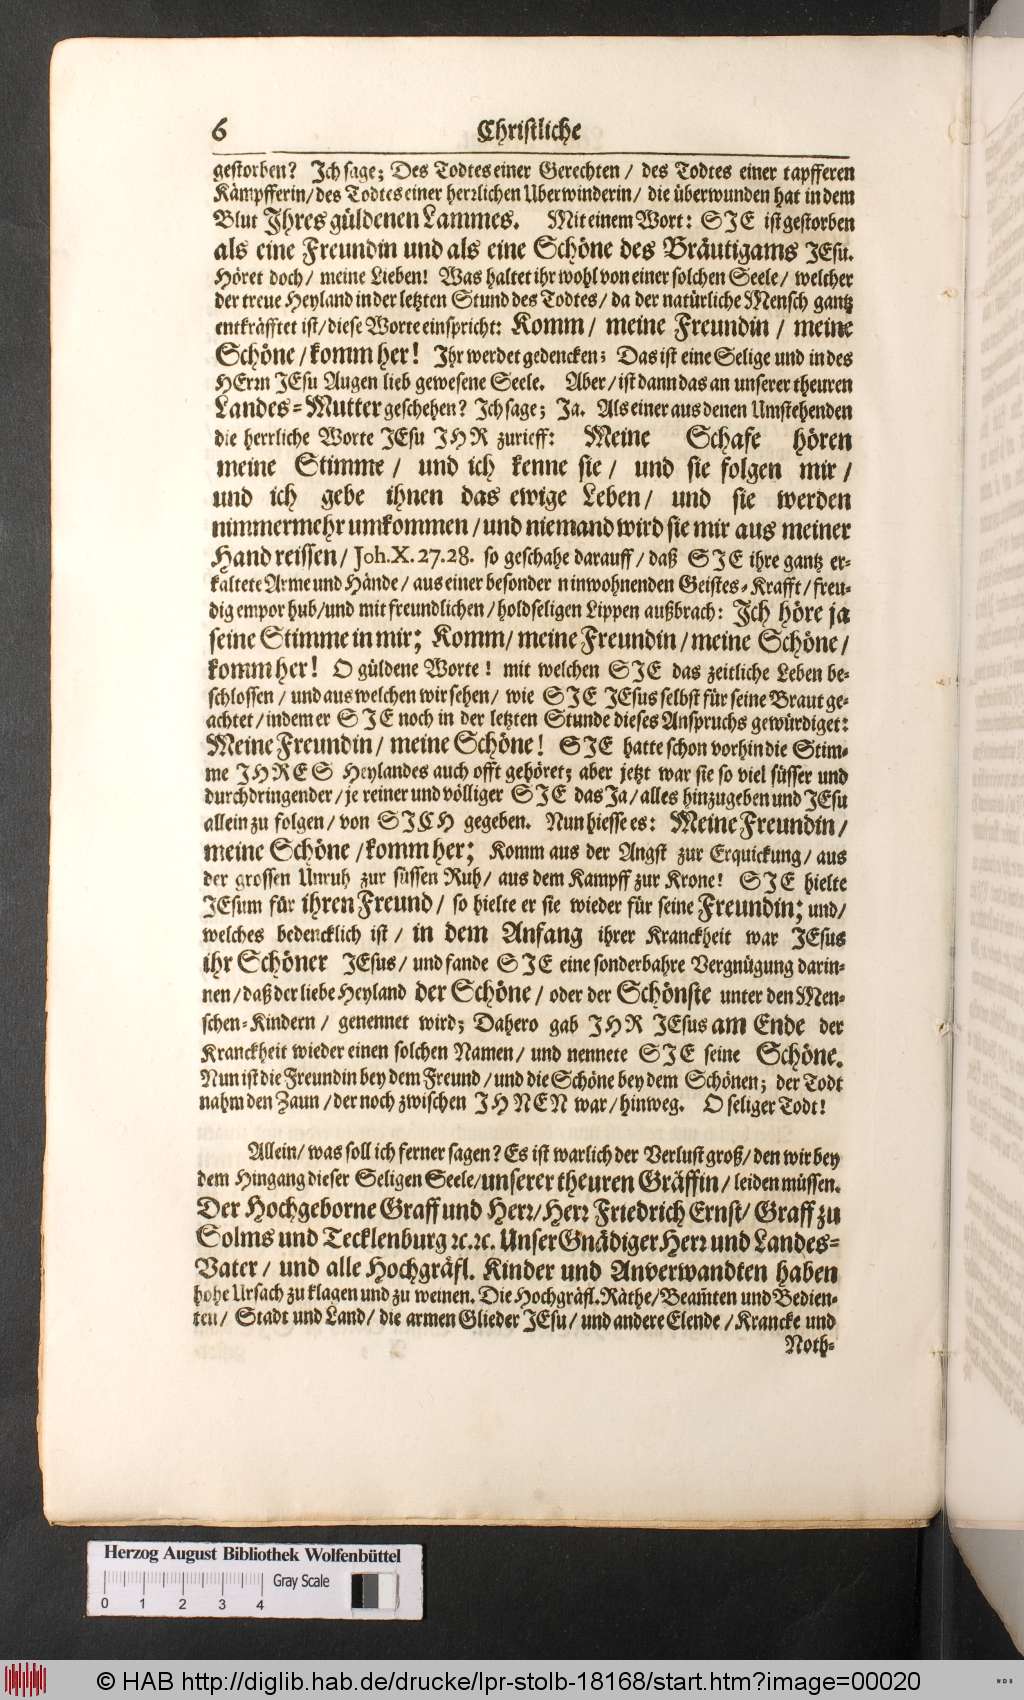 6 Christliche
gestorben? Ich sage; Des Todtes einer Gerechten / des Todtes einer tapfferen
Kämpfferin/ des Todtes einer herrlichen Uberwinderin/ die überwunden hat in dem
Blut Ihres güldenen Lammes. Mit einem Wort: SIE ist gestorben
als eine Freundin und als eine Schöne des Bräutigams JEsu.
Höret doch/ meine Lieben! Was haltet ihr wohl von einer solchen Seele/ welcher
der treue Heyland in der letzten Stund des Todtes/ da der natürliche Mensch gantz
entkräfftet ist/ diese Worte einspricht: Komm/ meine Freundin / meine
Schöne/ komm her! Ihr werdet gedencken; Das ist eine Selige und in des
HErrn JEsu Augen lieb gewesene Seele. Aber/ ist dann das an unserer theuren
Landes-Mutter geschehen? Ich sage; Ja. Als einer aus denen Umstehenden
die herrliche Worte JEsu IHR zurieff: Meine Schafe hören
meine Stimme / und ich kenne sie / und sie folgen mir /
und ich gebe ihnen das ewige Leben/ und sie werden
nimmermehr umkommen / und niemand wird sie mir aus meiner
Hand reissen/ Joh. X. 27. 28. so geschahe darauff / daß SIE ihre gantz er-
kaltete Arme und Hände/ aus einer besonder n inwohnenden Geistes-Krafft/ freu-
dig empor hub/ und mit freundlichen/ holdseligen Lippen außbrach: Ich höre ja
seine Stimme in mir; Komm/ meine Freundin / meine Schöne /
komm her! O güldene Worte! mit welchen SIE das zeitliche Leben be-
schlossen / und aus welchen wir sehen/ wie SIE JEsus selbst für seine Braut ge-
achtet / indem er SIE noch in der letzten Stunde dieses Anspruchs gewürdiget:
Meine Freundin/ meine Schöne! SIE hatte schon vorhin die Stim-
me IHRES Heylandes auch offt gehöret; aber jetzt war sie so viel süsser und
durchdringender / je reiner und völliger SIE das Ja/ alles hinzugeben und JEsu
allein zu folgen/ von SICH gegeben. Nun hiesse es: Meine Freundin/
meine Schöne / komm her; Komm aus der Angst zur Erquickung/ aus
der grossen Unruh zur süssen Ruh/ aus dem Kampff zur Krone! SIE hielte
JEsum für ihren Freund/ so hielte er sie wieder für seine Freundin; und/
welches bedencklich ist / in dem Anfang ihrer Kranckheit war JEsus
ihr Schöner JEsus/ und fande SIE eine sonderbahre Vergnügung darin-
nen/ daß der liebe Heyland der Schöne / oder der Schönste unter den Men-
schen-Kindern / genennet wird; Dahero gab IHR JEsus am Ende der
Kranckheit wieder einen solchen Namen/ und nennete SIE seine Schöne.
Nun ist die Freundin bey dem Freund / und die Schöne bey dem Schönen; der Todt
nahm den Zaun / der noch zwischen IHNEN war / hinweg. O seliger Todt!
Allein/ was soll ich ferner sagen? Es ist warlich der Verlust groß/ den wir bey
dem Hingang dieser Seligen Seele/ unserer theuren Gräffin/ leiden müssen.
Der Hochgeborne Graff und Herr/ Herr Friedrich Ernst/ Graff zu
Solms und Tecklenburg ꝛc. ꝛc. Unser Gnädiger Herr und Landes-
Vater / und alle Hochgräfl. Kinder und Anverwandten haben
hohe Ursach zu klagen und zu weinen. Die Hochgräfl. Räthe/ Beam̃ten und Bedien-
ten/ Stadt und Land/ die armen Glieder JEsu/ und andere Elende / Krancke und
Noth-
Herzog August Bibliothek Wolfenbüttel
Gray Scale
0 1 2 3 4
© HAB http://diglib.hab.de/drucke/lpr-stolb-18168/start.htm?image=00020